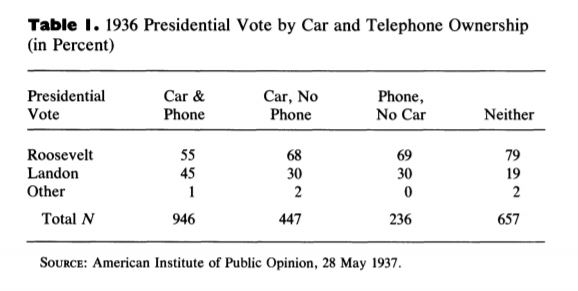 Table 1. 1936 Presidential Vote by Car and Telephone Ownership
(in Percent)
Presidential Car & Car, No Phone,
Vote Phone Phone No Car Neither
Roosevelt 55 68 69 79
Landon 45 30 30 19
Other 1 2 0 2
Total N 946 447 236 657
SOURCE: American Institute of Public Opinion, 28 May 1937.